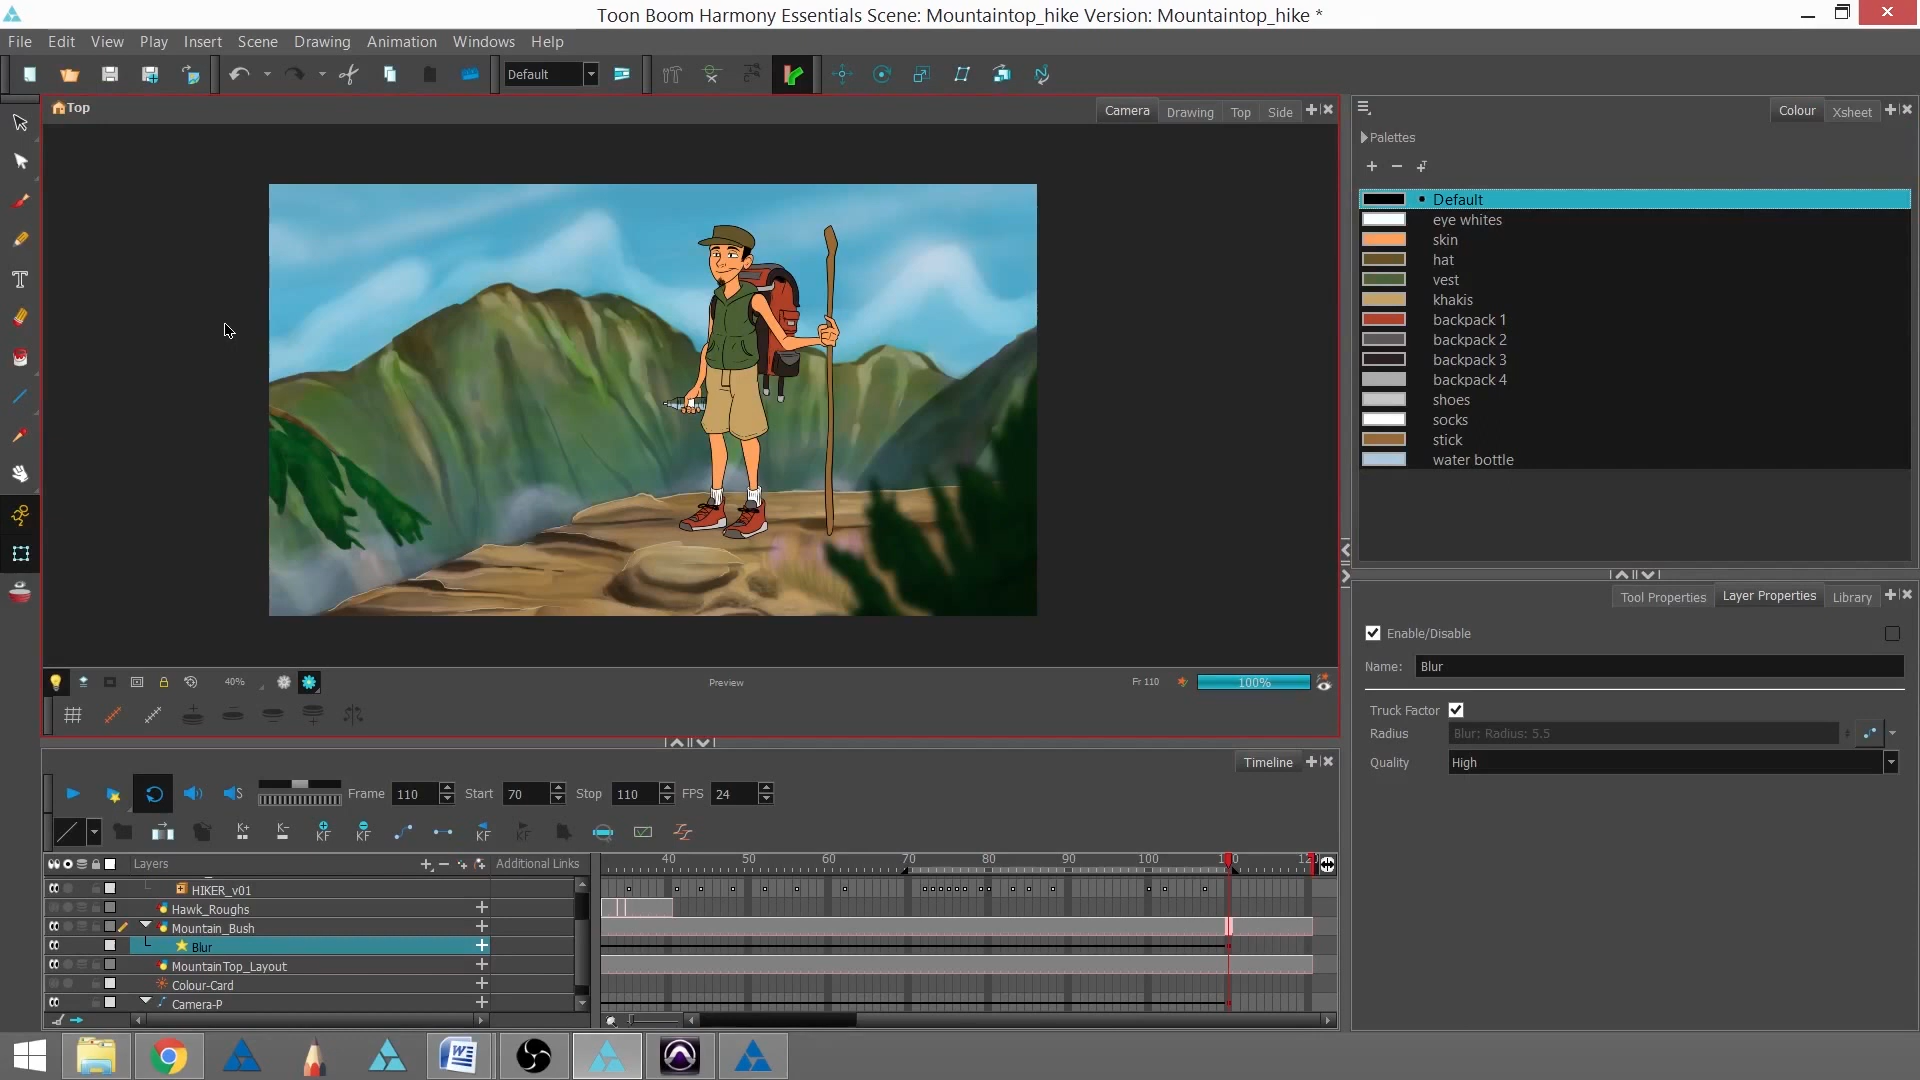 Toon Boom Harmony Essentials Scene: Mountaintop_hike Version: Mountaintop_hike *
File Edit View Play Insert Scene Drawing Animation Windows Help
Default
Top
Camera Drawing Top Side
Colour Xsheet
Palettes
Default
eye whites
skin
hat
vest
khakis
backpack 1
backpack 2
backpack 3
backpack 4
shoes
socks
stick
water bottle
Tool Properties Layer Properties Library
Enable/Disable
Name: Blur
Truck Factor
Radius Blur: Radius: 5.5
Quality High
40% Preview Fr 110 100%
Timeline
Frame 110 Start 70 Stop 110 FPS 24
K+ K- KF KF KF KF
Layers Additional Links
40 50 60 70 80 90 100
HIKER_v01
Hawk_Roughs
Mountain_Bush
Blur
MountainTop_Layout
Colour-Card
Camera-P